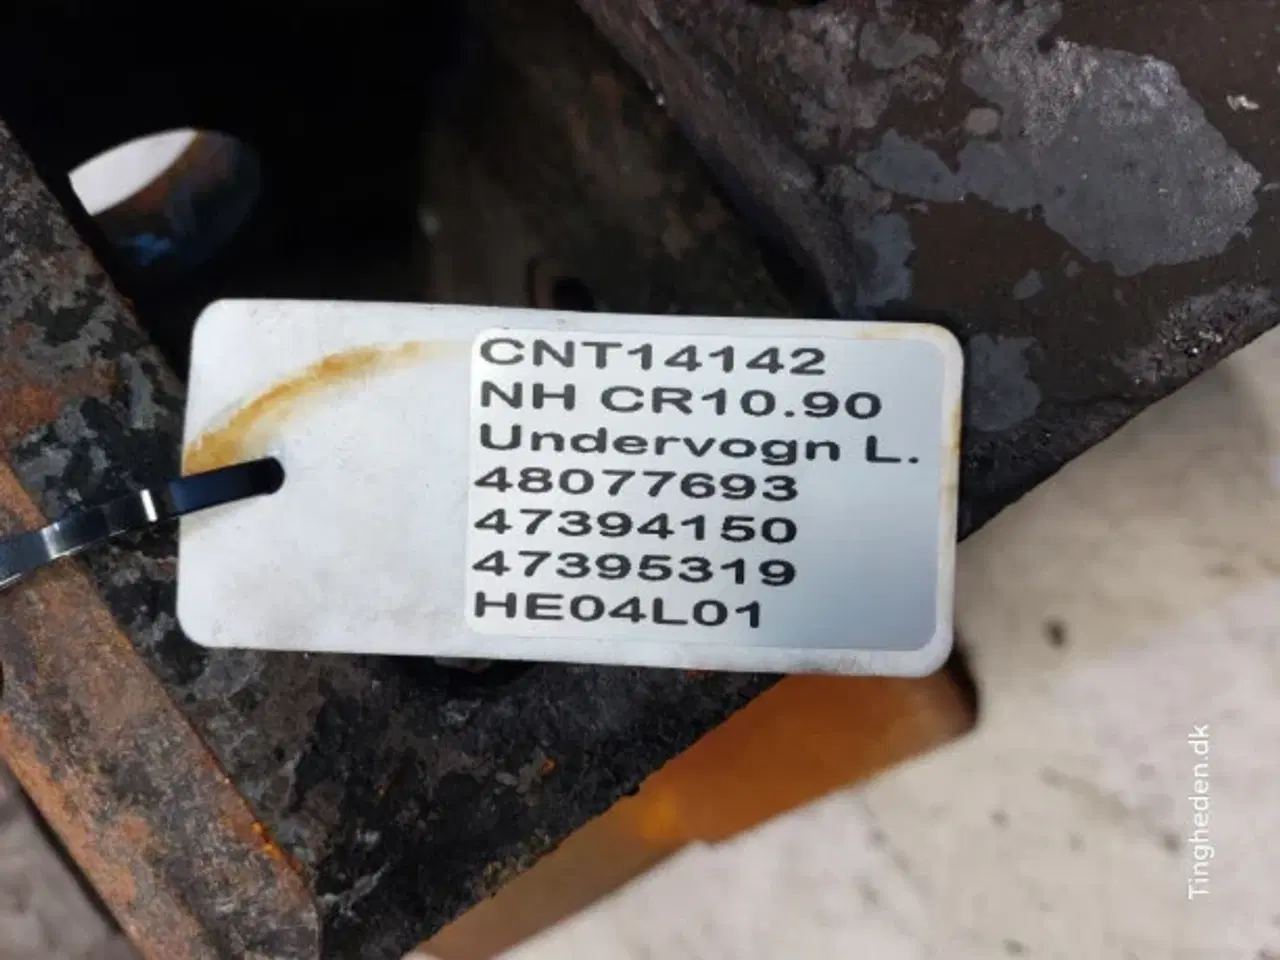 CNT14142
NH CR10.90
Undervogn L.
48077693
47394150
47395319
HE04L01
Tingheden.dk